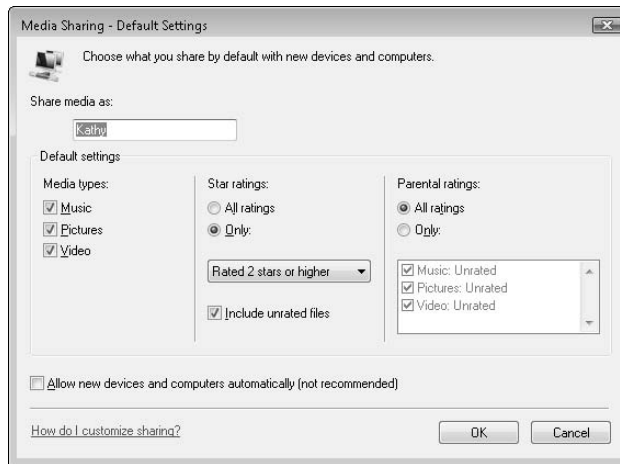 Media Sharing - Default Settings
Choose what you share by default with new devices and computers.
Share media as:
Kathy
Default settings
Media types:
Music
Pictures
Video
Star ratings:
All ratings
Only:
Rated 2 stars or higher
Include unrated files
Parental ratings:
All ratings
Only:
Music: Unrated
Pictures: Unrated
Video: Unrated
Allow new devices and computers automatically (not recommended)
How do I customize sharing?
OK
Cancel